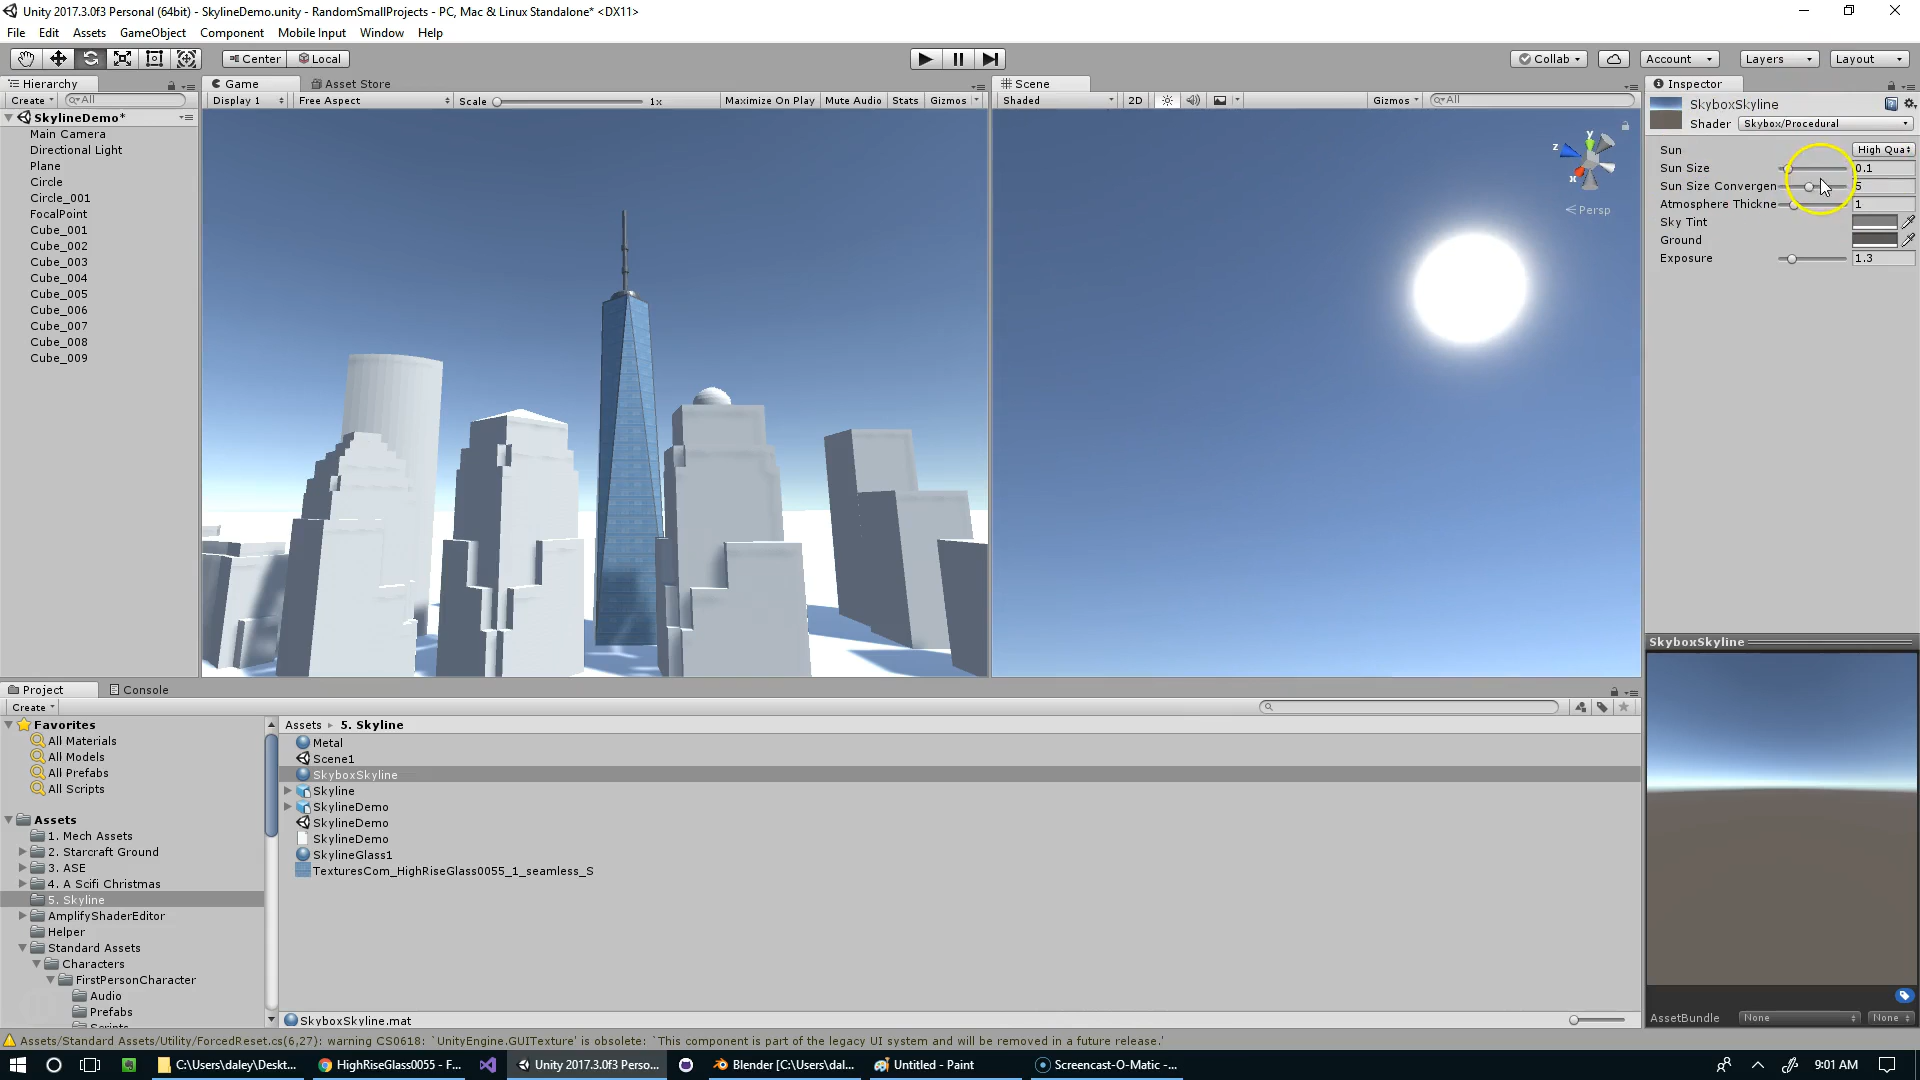 Unity 2017.3.0f3 Personal (64bit) - SkylineDemo.unity - RandomSmallProjects - PC, Mac & Linux Standalone* <DX11>
File Edit Assets GameObject Component Mobile Input Window Help
Center Local
Collab Account Layers Layout
Hierarchy Game Asset Store Scene Inspector
Create All Display 1 Free Aspect Scale 1x Maximize On Play Mute Audio Stats Gizmos Shaded 2D Gizmos All SkyboxSkyline
SkylineDemo* Shader Skybox/Procedural
Main Camera
Directional Light Sun High Qua
Plane Sun Size 0.1
Circle Sun Size Convergen 5
Circle_001 Atmosphere Thickne 1
FocalPoint Sky Tint
Cube_001 Ground
Cube_002
Cube_003 Exposure 1.3
Cube_004
Cube_005
Cube_006
Cube_007
Cube_008
Cube_009
y
z
x
Persp
SkyboxSkyline
Project Console
Create
Favorites Assets 5. Skyline
All Materials Metal
All Models Scene1
All Prefabs SkyboxSkyline
All Scripts Skyline
SkylineDemo
Assets SkylineDemo
1. Mech Assets SkylineDemo
2. Starcraft Ground SkylineGlass1
3. ASE TexturesCom_HighRiseGlass0055_1_seamless_S
4. A Scifi Christmas
5. Skyline
AmplifyShaderEditor
Helper
Standard Assets
Characters
FirstPersonCharacter
Audio
Prefabs
SkyboxSkyline.mat AssetBundle None None
Assets/Standard Assets/Utility/ForcedReset.cs(6,27): warning CS0618: `UnityEngine.GUITexture' is obsolete: `This component is part of the legacy UI system and will be removed in a future release.'
C:\Users\daley\Deskt... HighRiseGlass0055 - F... Unity 2017.3.0f3 Perso... Blender [C:\Users\dal... Untitled - Paint Screencast-O-Matic -... 9:01 AM